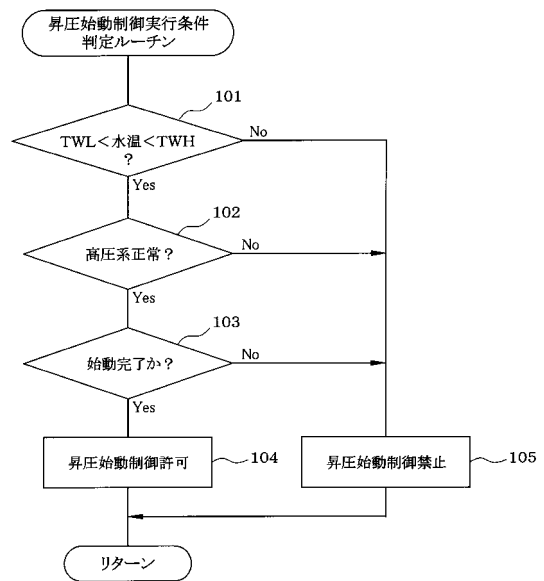 昇圧始動制御実行条件
判定ルーチン
101
TWL<水温<TWH
?
No
Yes
102
高圧系正常?
No
Yes
103
始動完了か?
No
Yes
昇圧始動制御許可
104
昇圧始動制御禁止
105
リターン